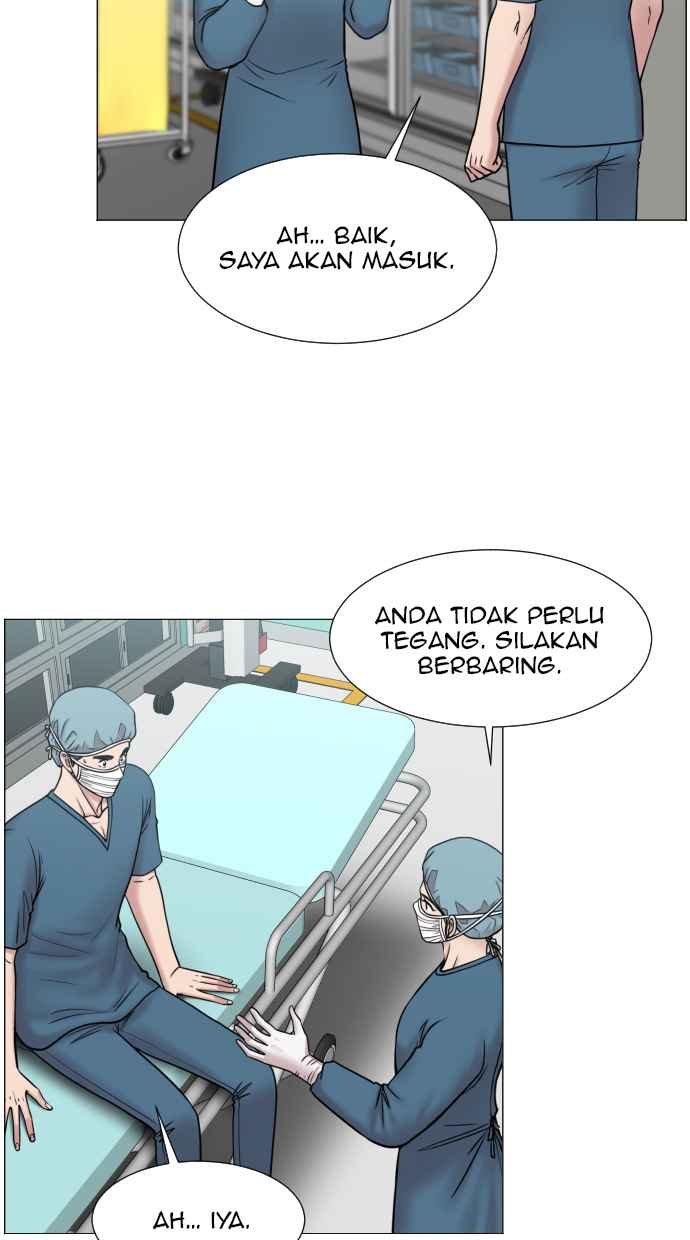 AH... BAIK,
SAYA AKAN MASUK.
ANDA TIDAK PERLU
TEGANG. SILAKAN
BERBARING.
AH... IYA.